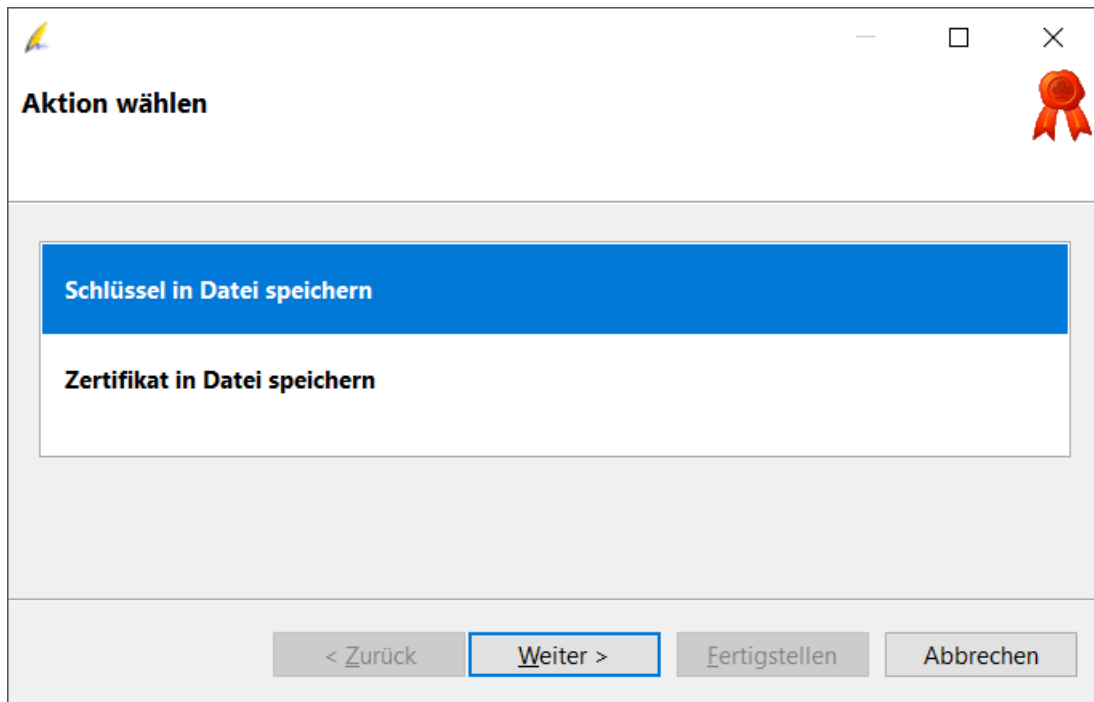 Aktion wählen
Schlüssel in Datei speichern
Zertifikat in Datei speichern
< Zurück
Weiter >
Fertigstellen
Abbrechen